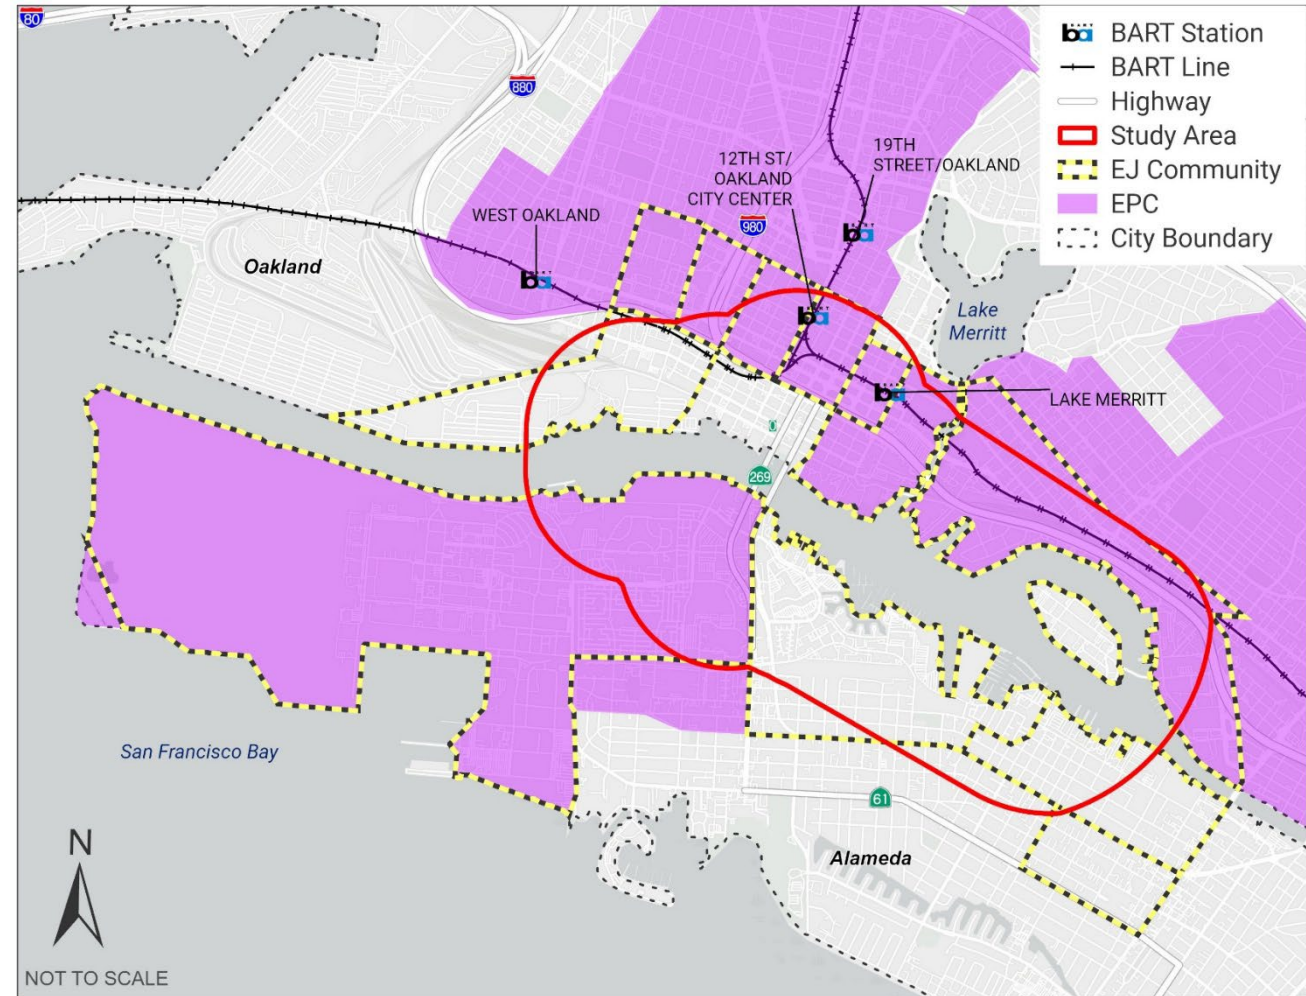 80
880
BART Station
BART Line
Highway
Study Area
EJ Community
EPC
City Boundary
19TH
STREET/OAKLAND
12TH ST/
OAKLAND
CITY CENTER
980
WEST OAKLAND
Oakland
Lake
Merritt
LAKE MERRITT
269
San Francisco Bay
61
Alameda
N
NOT TO SCALE